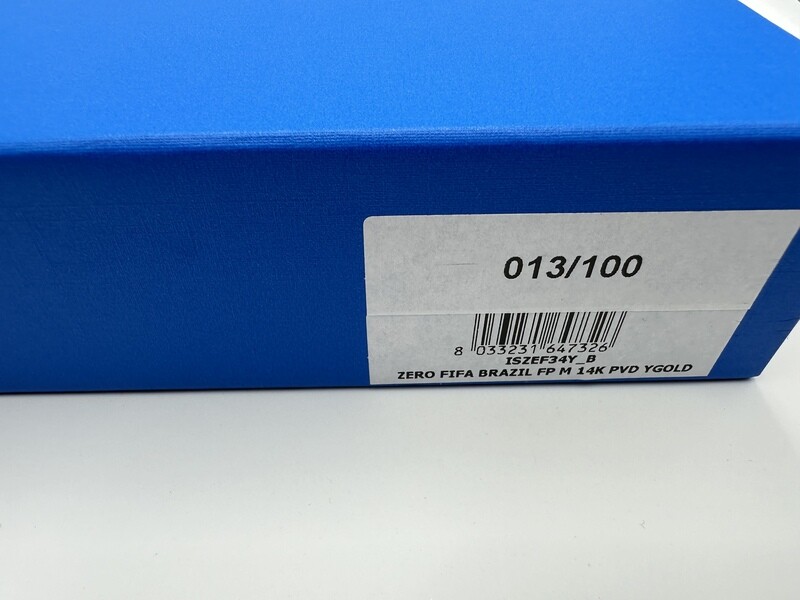 013/100
8 033231 647326
ISZEF34Y_B
ZERO FIFA BRAZIL FP M 14K PVD YGOLD